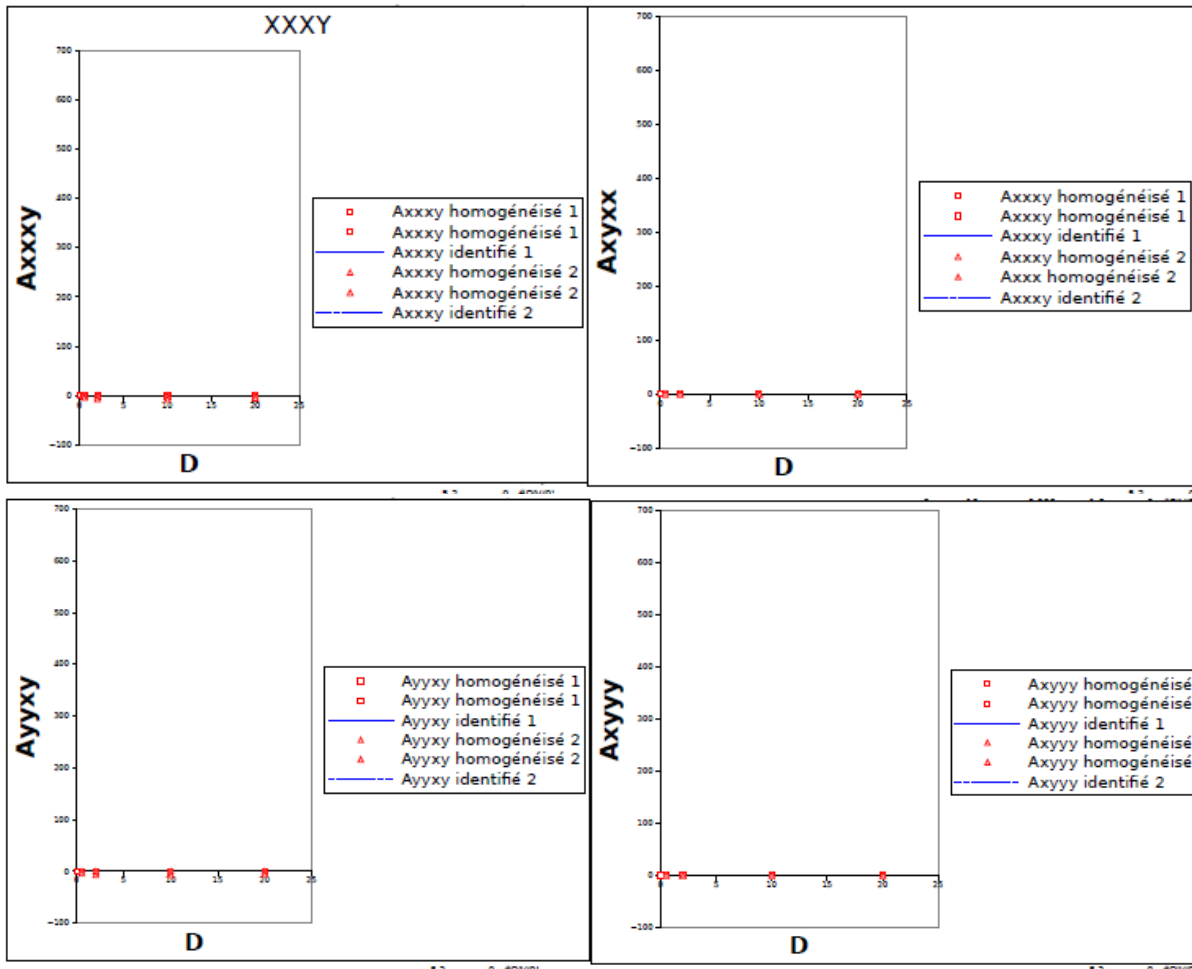 XXXY
700
600
500
400
300
200
100
0
-100
0 5 10 15 20 25
Axxxy
D
Axxxy homogénéisé 1
Axxxy homogénéisé 1
Axxxy identifié 1
Axxxy homogénéisé 2
Axxxy homogénéisé 2
Axxxy identifié 2
700
600
500
400
300
200
100
0
-100
0 5 10 15 20 25
Axyxx
D
Axxxy homogénéisé 1
Axxxy homogénéisé 1
Axxxy identifié 1
Axxxy homogénéisé 2
Axxx homogénéisé 2
Axxxy identifié 2
700
600
500
400
300
200
100
0
-100
0 5 10 15 20 25
Ayyxy
D
Ayyxy homogénéisé 1
Ayyxy homogénéisé 1
Ayyxy identifié 1
Ayyxy homogénéisé 2
Ayyxy homogénéisé 2
Ayyxy identifié 2
700
600
500
400
300
200
100
0
-100
0 5 10 15 20 25
Axyyy
D
Axyyy homogénéisé
Axyyy homogénéisé
Axyyy identifié 1
Axyyy homogénéisé
Axyyy homogénéisé
Axyyy identifié 2